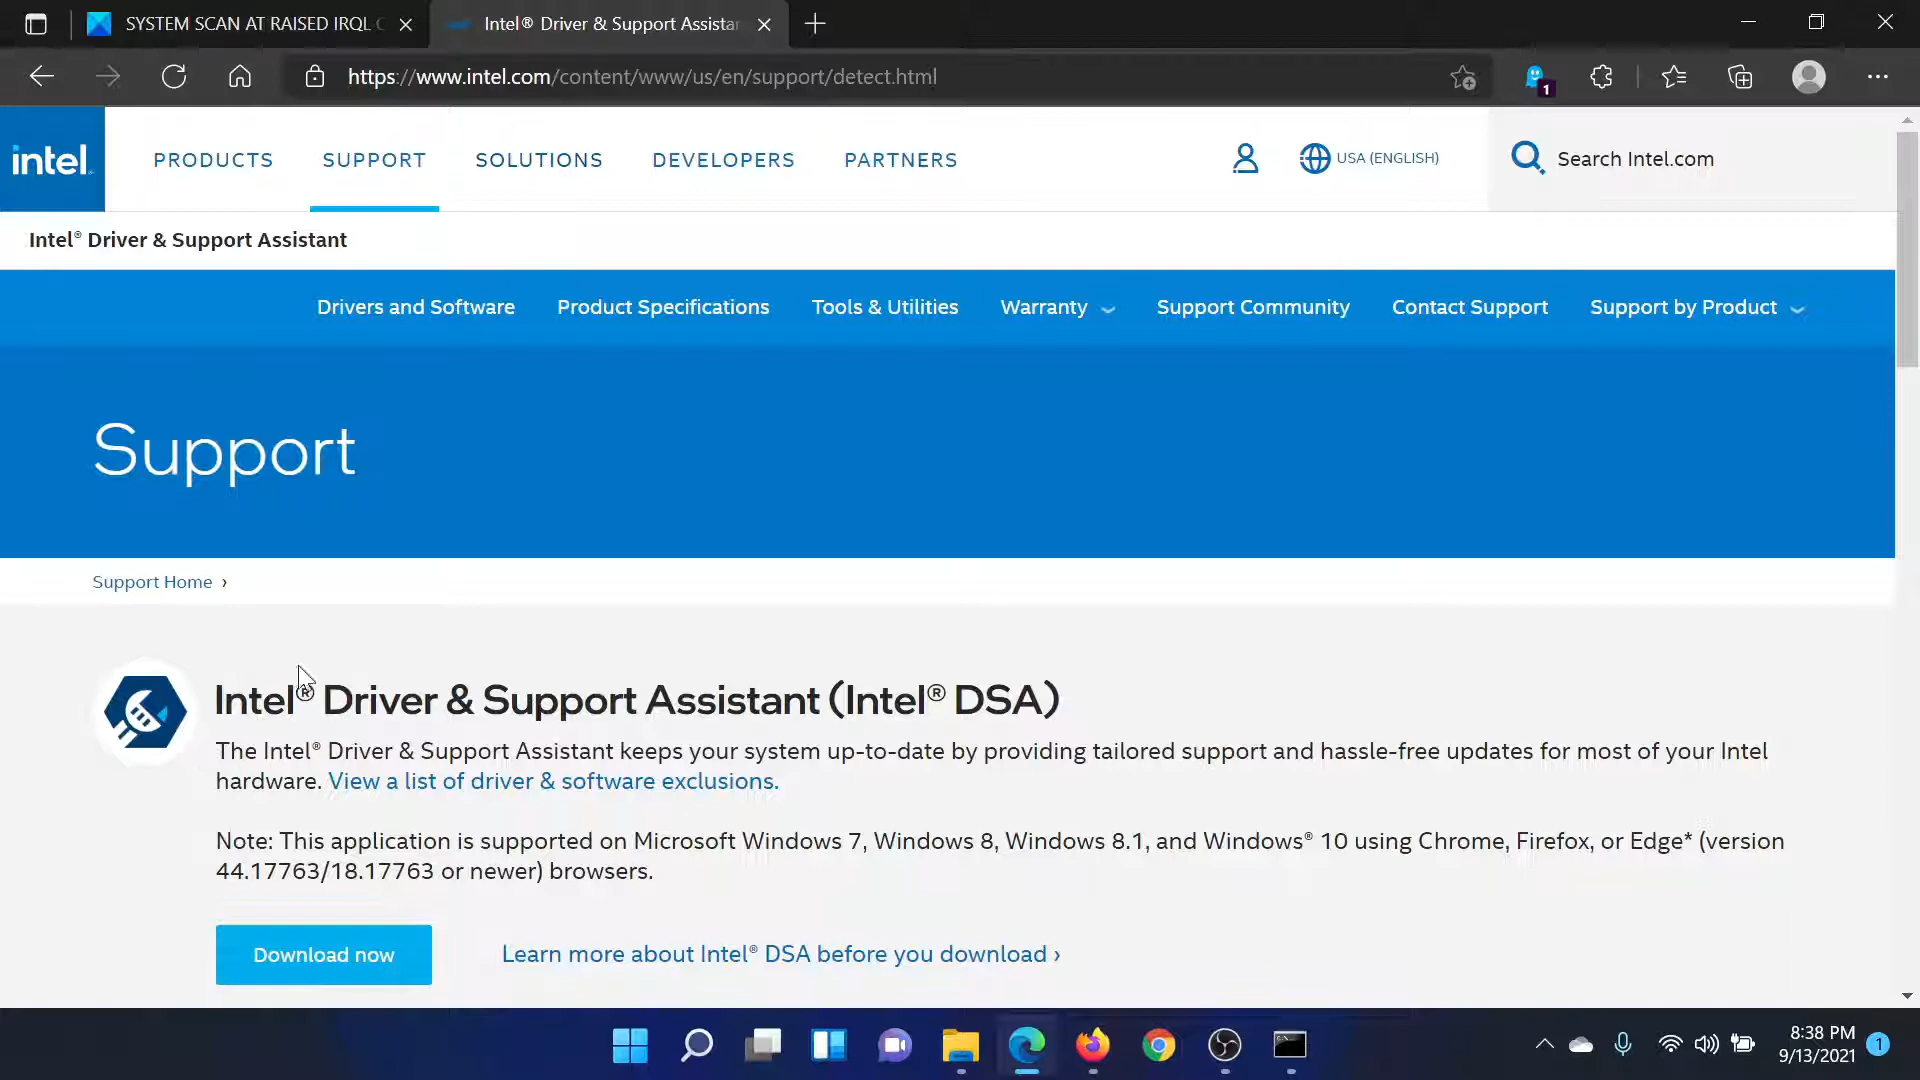 SYSTEM SCAN AT RAISED IRQL
Intel® Driver & Support Assistan
https://www.intel.com/content/www/us/en/support/detect.html
1
intel.
PRODUCTS
SUPPORT
SOLUTIONS
DEVELOPERS
PARTNERS
USA (ENGLISH)
Search Intel.com
Intel® Driver & Support Assistant
Drivers and Software
Product Specifications
Tools & Utilities
Warranty
Support Community
Contact Support
Support by Product
Support
Support Home ›
Intel® Driver & Support Assistant (Intel® DSA)
The Intel® Driver & Support Assistant keeps your system up-to-date by providing tailored support and hassle-free updates for most of your Intel
hardware. View a list of driver & software exclusions.
Note: This application is supported on Microsoft Windows 7, Windows 8, Windows 8.1, and Windows® 10 using Chrome, Firefox, or Edge* (version
44.17763/18.17763 or newer) browsers.
Download now
Learn more about Intel® DSA before you download ›
8:38 PM
9/13/2021
1